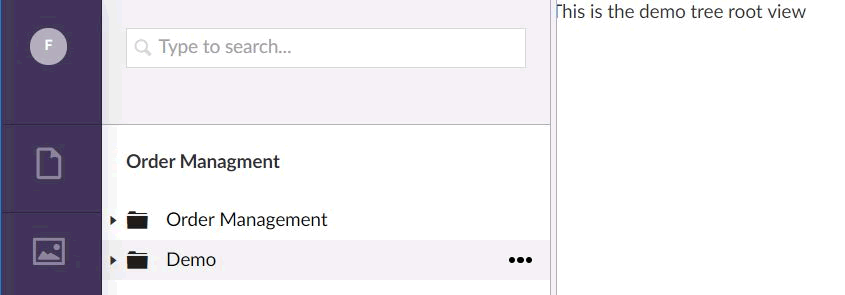 F
Type to search...
This is the demo tree root view
Order Managment
Order Management
Demo